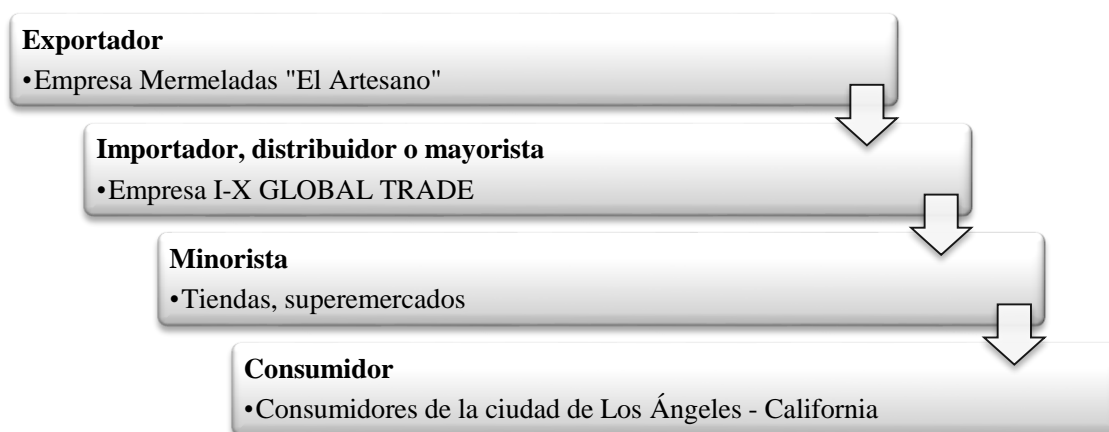 Exportador
•Empresa Mermeladas "El Artesano"
Importador, distribuidor o mayorista
•Empresa I-X GLOBAL TRADE
Minorista
•Tiendas, superemercados
Consumidor
•Consumidores de la ciudad de Los Ángeles - California